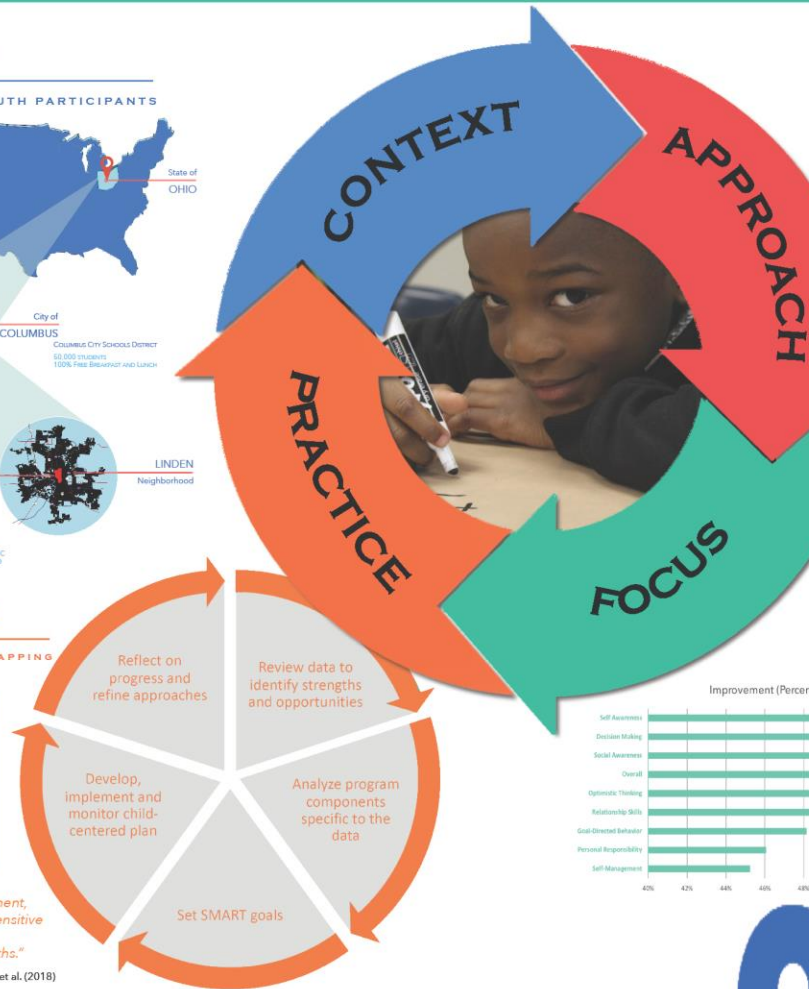 UTH PARTICIPANTS
State of
OHIO
City of
COLUMBUS
COLUMBUS CITY SCHOOLS DISTRICT
50,000 STUDENTS
100% FREE BREAKFAST AND LUNCH
LINDEN
Neighborhood
CONTEXT
APPROACH
FOCUS
PRACTICE
APPING
Reflect on
progress and
refine approaches
Review data to
identify strengths
and opportunities
Develop,
implement and
monitor child-
centered plan
Analyze program
components
specific to the
data
Set SMART goals
ment,
ensitive
ths."
et al. (2018)
Improvement (Percen
Self Awareness
Decision Making
Social Awareness
Overall
Optimistic Thinking
Relationship Skills
Goal-Directed Behavior
Personal Responsibility
Self-Management
40%
42%
44%
46%
48%